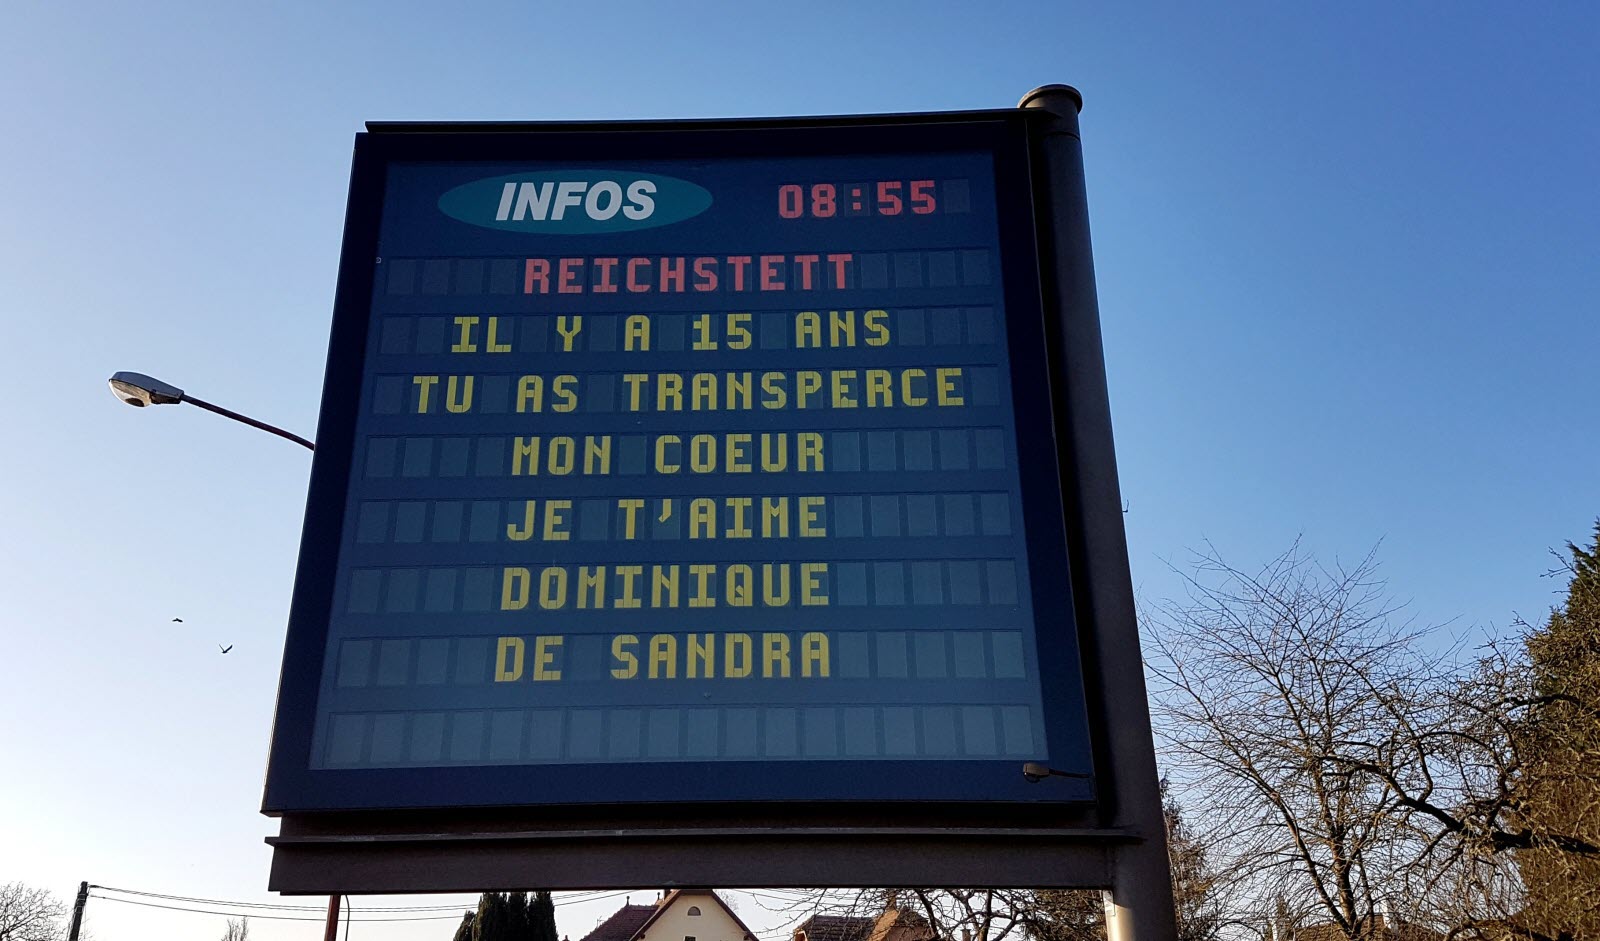 INFOS 08:55
REICHSTETT
IL Y A 15 ANS
TU AS TRANSPERCE
MON COEUR
JE T'AIME
DOMINIQUE
DE SANDRA